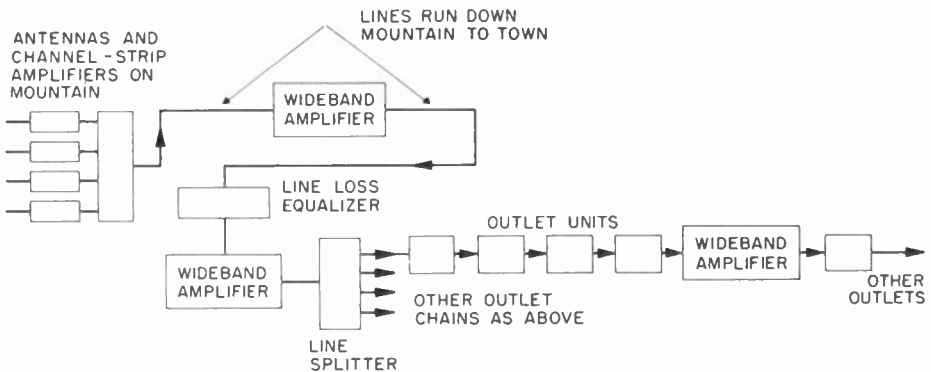 LINES RUN DOWN
MOUNTAIN TO TOWN
ANTENNAS AND
CHANNEL-STRIP
AMPLIFIERS ON
MOUNTAIN
WIDEBAND
AMPLIFIER
LINE LOSS
EQUALIZER
OUTLET UNITS
WIDEBAND
AMPLIFIER
WIDEBAND
AMPLIFIER
OTHER OUTLET
CHAINS AS ABOVE
OTHER
OUTLETS
LINE
SPLITTER